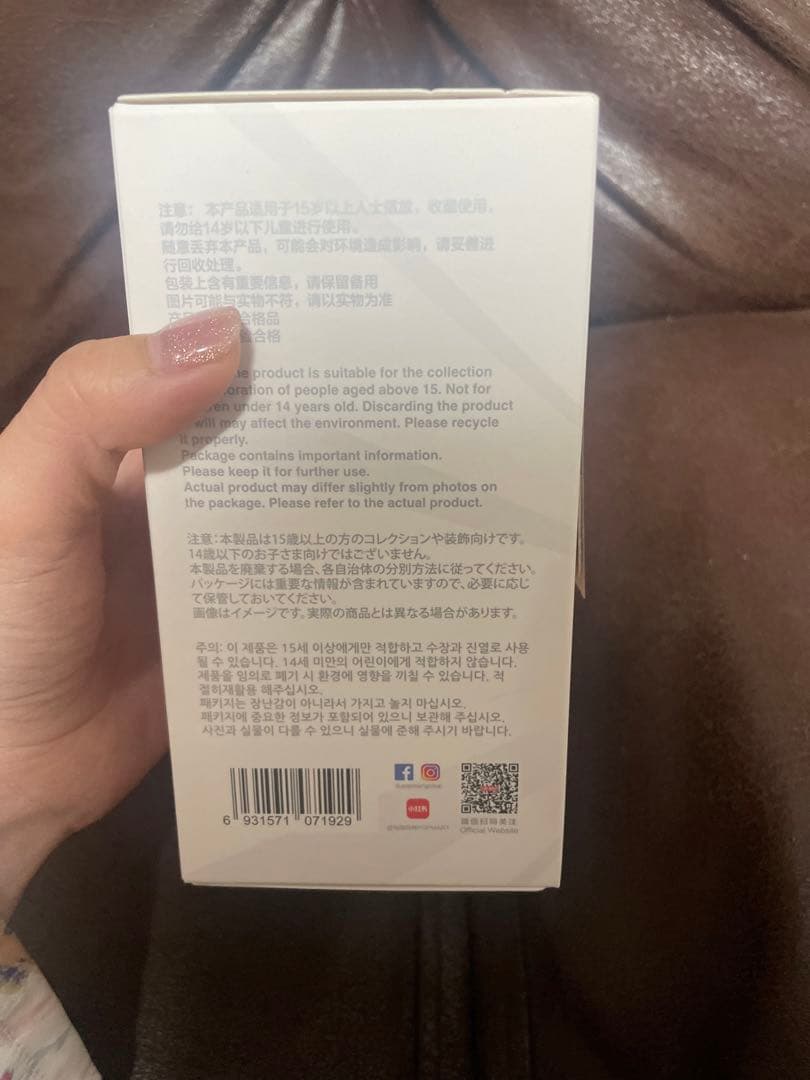 注意: 本产品适用于15岁以上人士摆放，收藏使用。
请勿给14岁以下儿童进行使用。
随意丢弃本产品，可能会对环境造成影响，请妥善进
行回收处理。
包装上含有重要信息，请保留备用
图片可能与实物不符，请以实物为准
合格品
合格
product is suitable for the collection
of people aged above 15. Not for
under 14 years old. Discarding the product
will may affect the environment. Please recycle
it properly.
Package contains important information.
Please keep it for further use.
Actual product may differ slightly from photos on
the package. Please refer to the actual product.
注意：本製品は15歳以上の方のコレクションや装飾向けです。
14歳以下のお子さま向けではございません。
本製品を廃棄する場合、各自治体の分別方法に従ってください。
パッケージには重要な情報が含まれていますので、必要に応じ
て保管しておいてください。
画像はイメージです。実際の商品とは異なる場合があります。
주의: 이 제품은 15세 이상에게만 적합하고 수장과 진열로 사용
될 수 있습니다. 14세 미만의 어린이에게 적합하지 않습니다.
제품을 임의로 폐기 시 환경에 영향을 끼칠 수 있습니다. 적
절히재활용 해주십시오.
패키지는 장난감이 아니라서 가지고 놀지 마십시오.
패키지에 중요한 정보가 포함되어 있으니 보관해 주십시오.
사진과 실물이 다를 수 있으니 실물에 준해 주시기 바랍니다.
6 931571 071929
小红书
微信扫码关注
Official Website